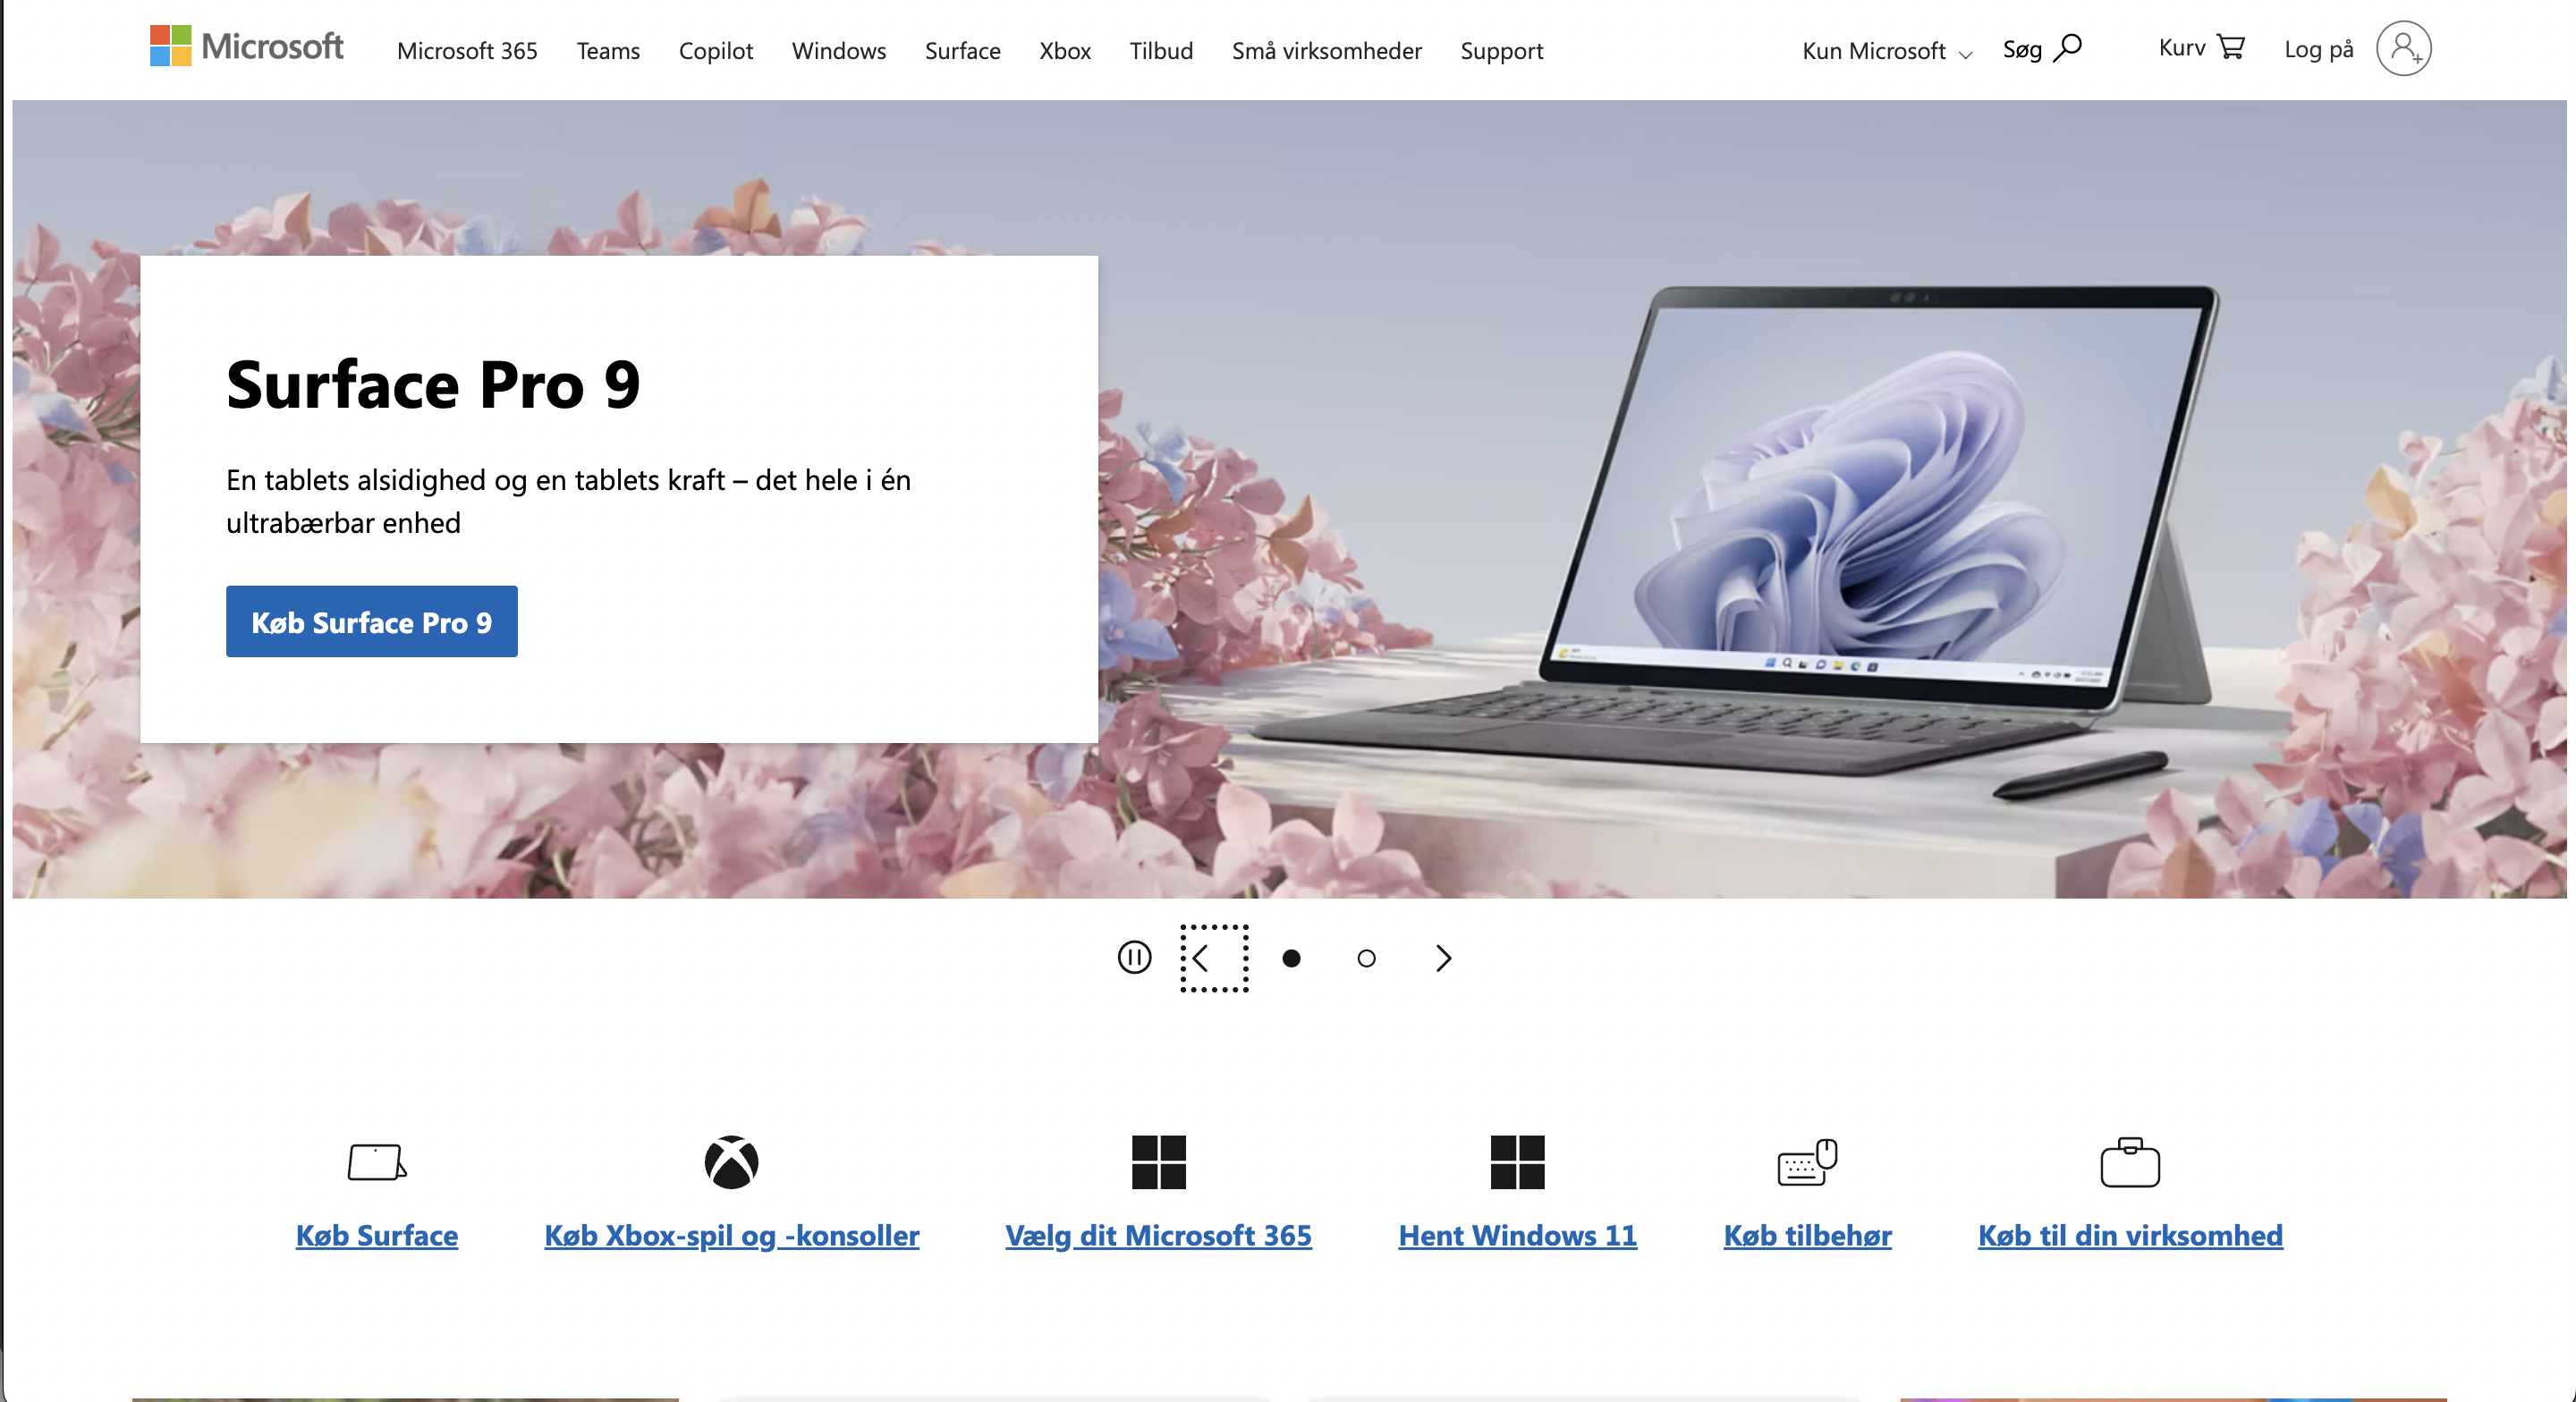 Microsoft
Microsoft 365
Teams
Copilot
Windows
Surface
Xbox
Tilbud
Små virksomheder
Support
Kun Microsoft
Søg
Kurv
Log på
Surface Pro 9
En tablets alsidighed og en tablets kraft – det hele i én
ultrabærbar enhed
Køb Surface Pro 9
Køb Surface
Køb Xbox-spil og -konsoller
Vælg dit Microsoft 365
Hent Windows 11
Køb tilbehør
Køb til din virksomhed